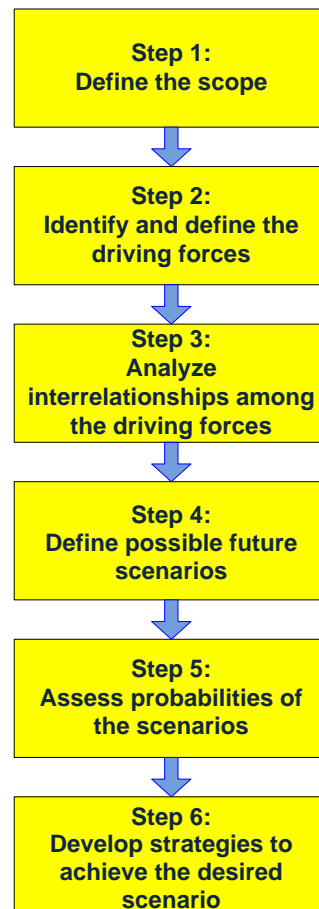 Step 1:
Define the scope
Step 2:
Identify and define the
driving forces
Step 3:
Analyze
interrelationships among
the driving forces
Step 4:
Define possible future
scenarios
Step 5:
Assess probabilities of
the scenarios
Step 6:
Develop strategies to
achieve the desired
scenario